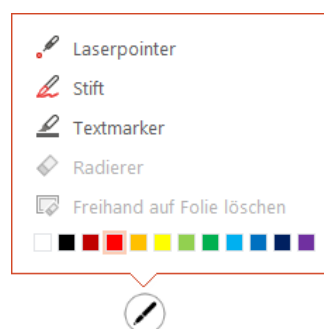 Laserpointer
Stift
Textmarker
Radierer
Freihand auf Folie löschen